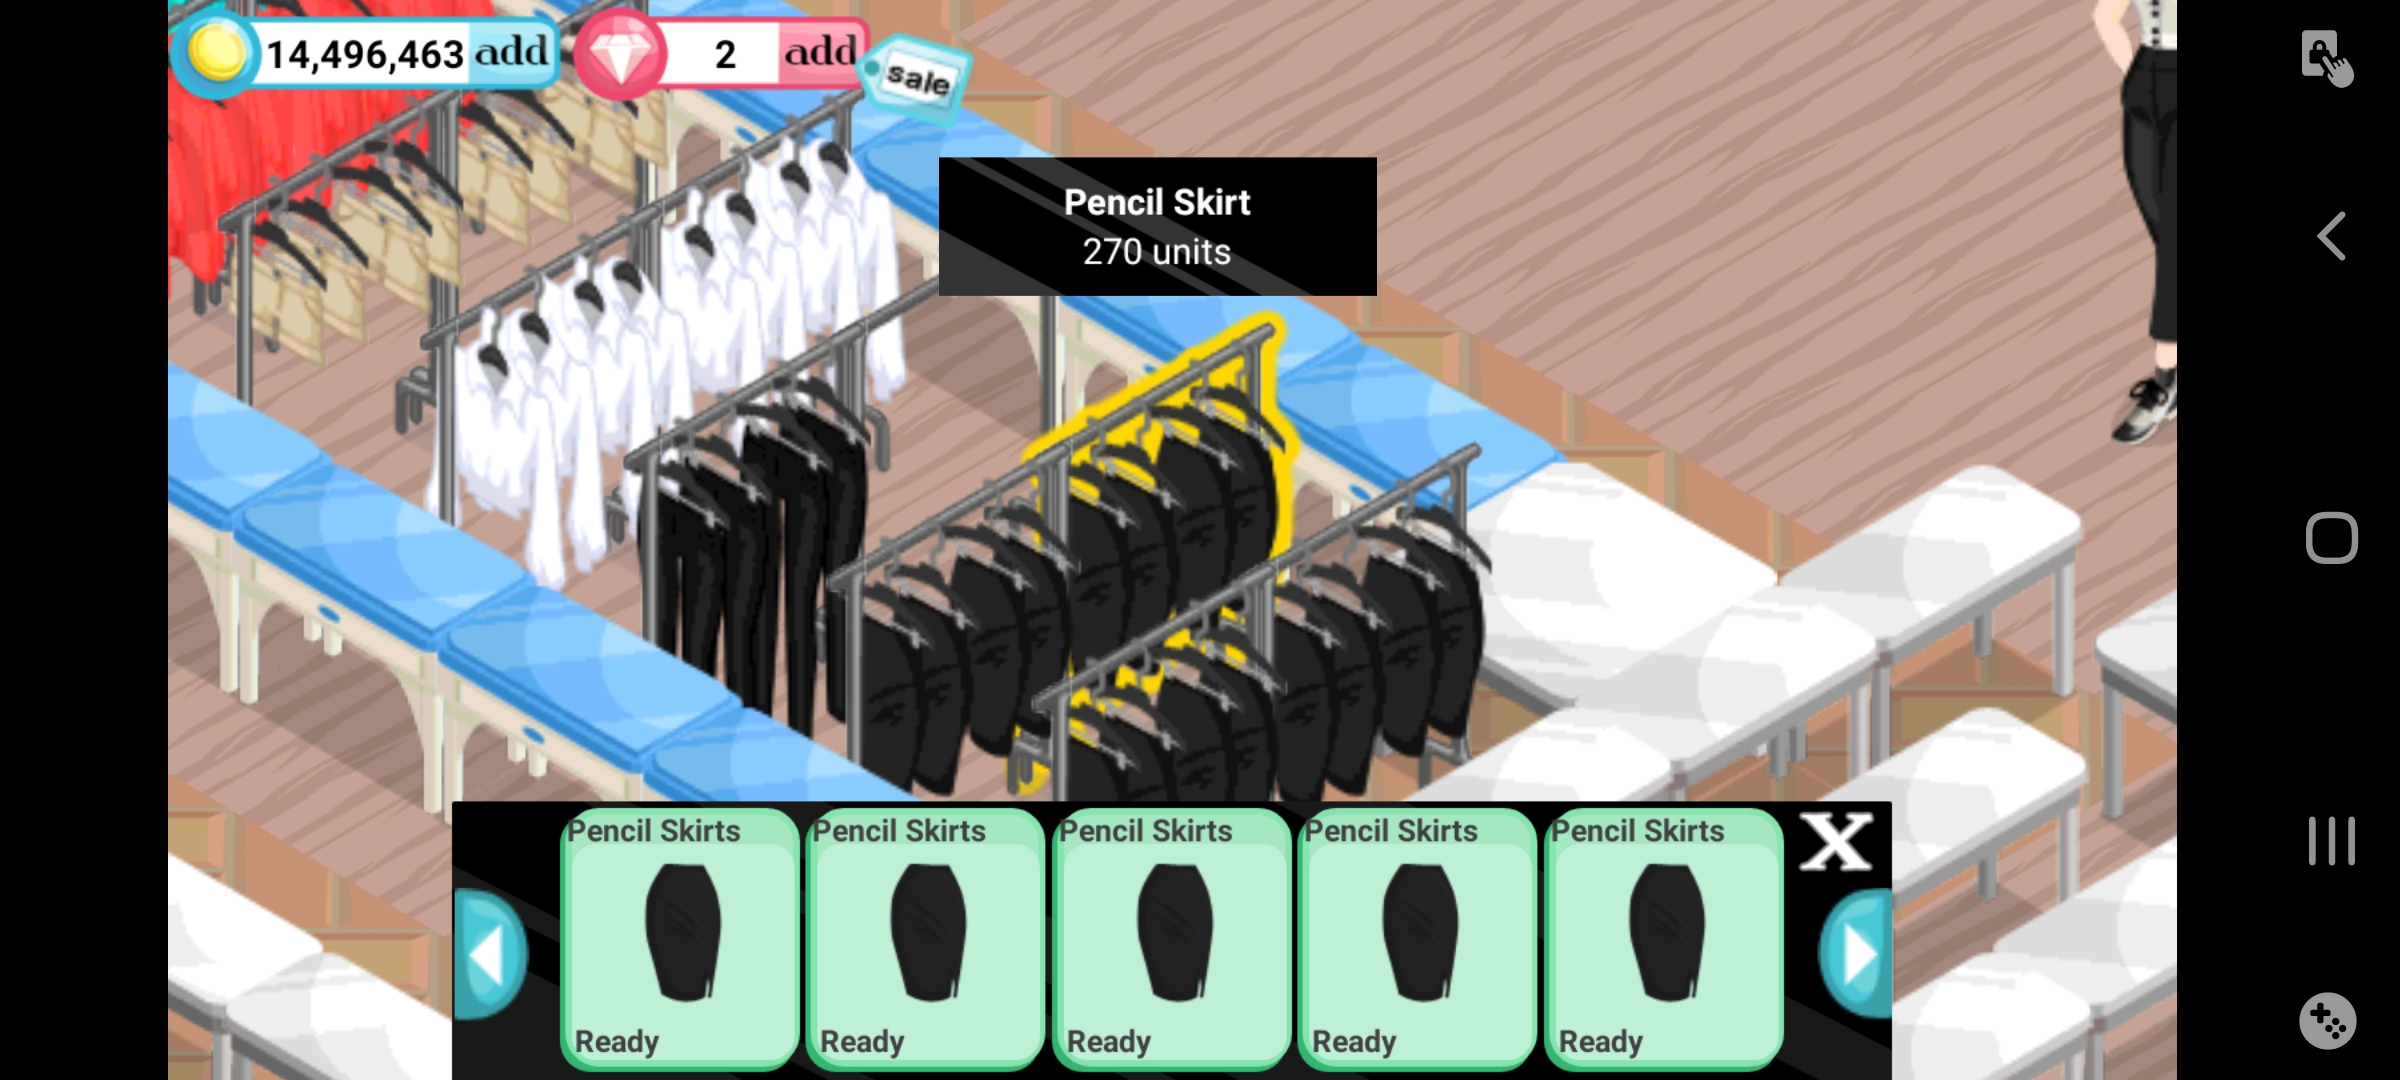 14,496,463 add
2 add
sale
Pencil Skirt
270 units
Pencil Skirts
Pencil Skirts
Pencil Skirts
Pencil Skirts
Pencil Skirts
X
Ready
Ready
Ready
Ready
Ready